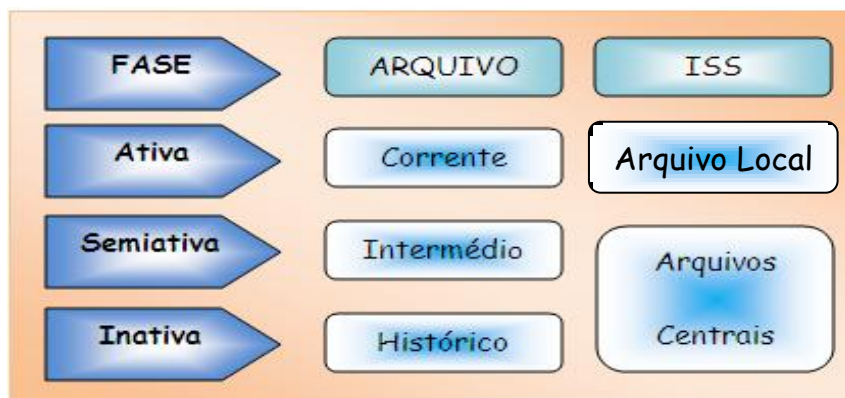 FASE ARQUIVO ISS
Ativa Corrente Arquivo Local
Semiativa Intermédio Arquivos
Inativa Histórico Centrais